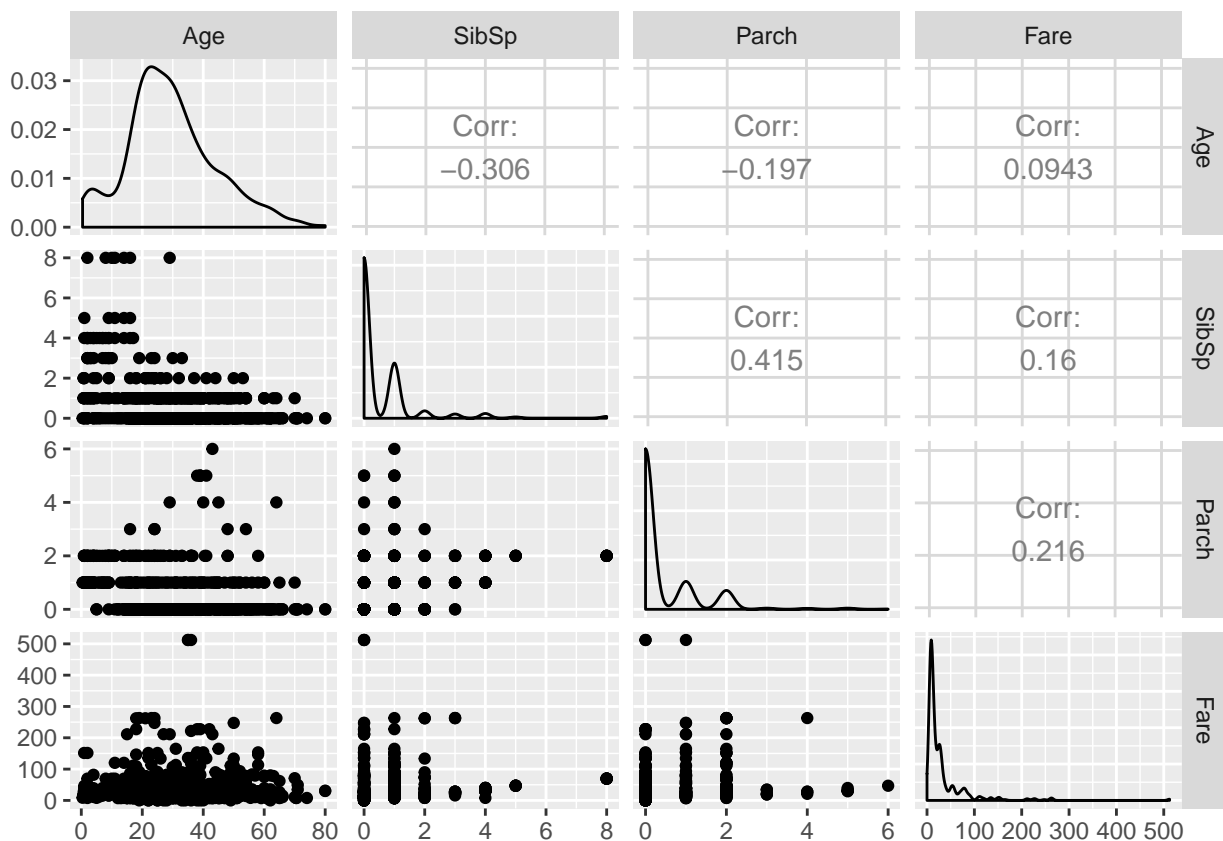 Age SibSp Parch Fare
0.03
0.02
0.01
0.00
Corr:
−0.306
Corr:
−0.197
Corr:
0.0943
Age
8
6
4
2
0
Corr:
0.415
Corr:
0.16
SibSp
6
4
2
0
Corr:
0.216
Parch
500
400
300
200
100
0
Fare
0 20 40 60 80 0 2 4 6 8 0 2 4 6 0 100 200 300 400 500